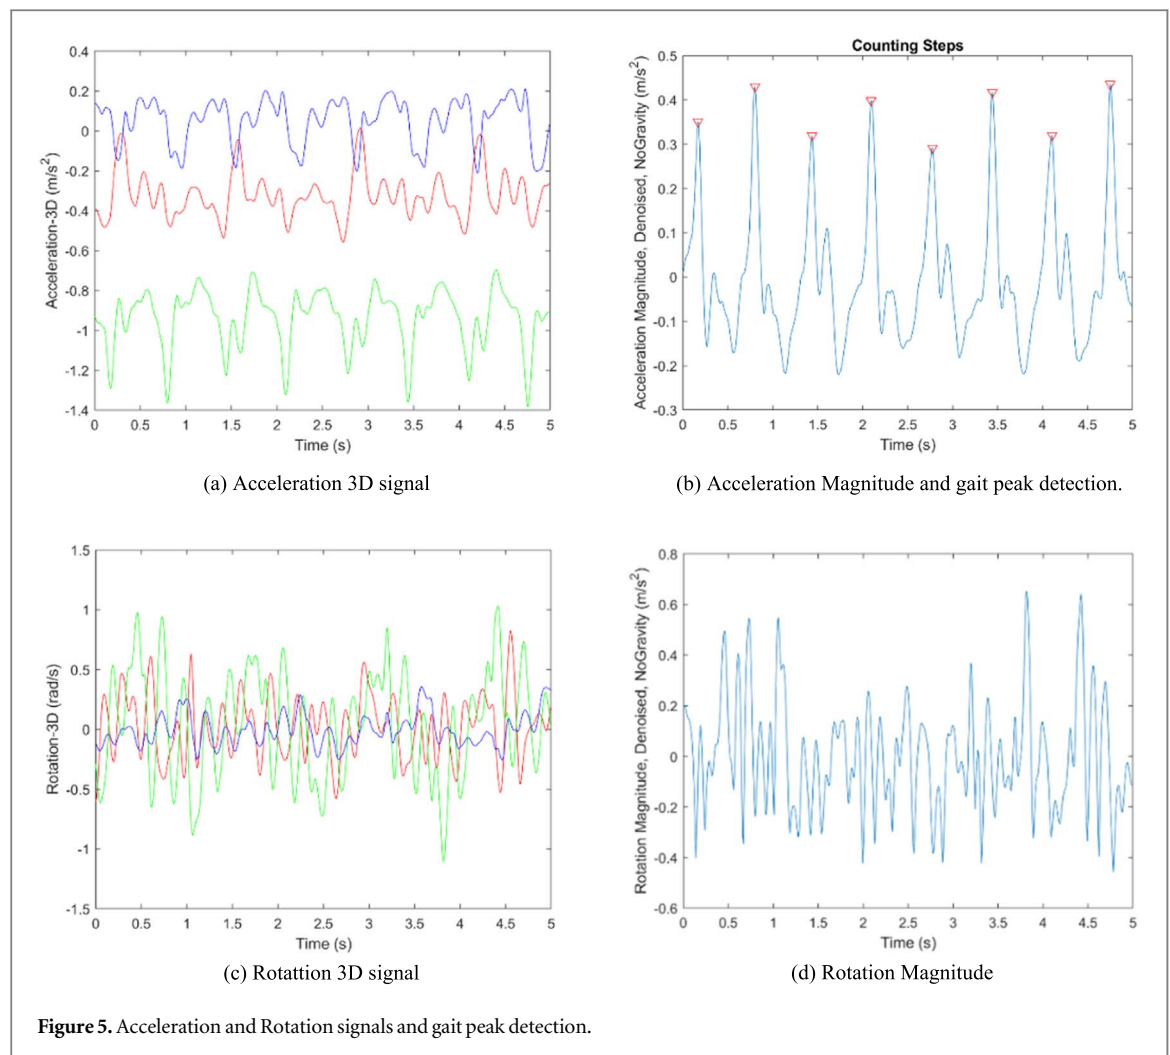 0.4
0.2
0
-0.2
-0.4
-0.6
-0.8
-1
-1.2
-1.4
Acceleration-3D (m/s²)
0 0.5 1 1.5 2 2.5 3 3.5 4 4.5 5
Time (s)
(a) Acceleration 3D signal
Counting Steps
0.5
0.4
0.3
0.2
0.1
0
-0.1
-0.2
-0.3
Acceleration Magnitude, Denoised, NoGravity (m/s²)
0 0.5 1 1.5 2 2.5 3 3.5 4 4.5 5
Time (s)
(b) Acceleration Magnitude and gait peak detection.
1.5
1
0.5
0
-0.5
-1
-1.5
Rotation-3D (rad/s)
0 0.5 1 1.5 2 2.5 3 3.5 4 4.5 5
Time (s)
(c) Rotattion 3D signal
0.8
0.6
0.4
0.2
0
-0.2
-0.4
-0.6
Rotation Magnitude, Denoised, NoGravity (m/s²)
0 0.5 1 1.5 2 2.5 3 3.5 4 4.5 5
Time (s)
(d) Rotation Magnitude
Figure 5. Acceleration and Rotation signals and gait peak detection.